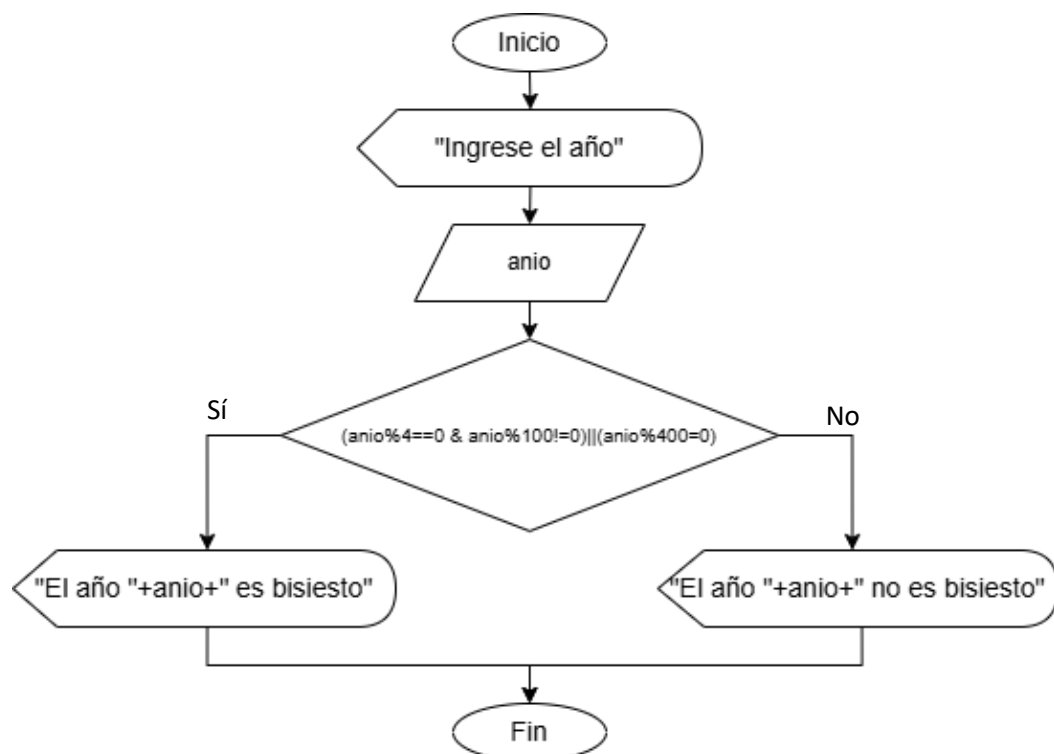 Inicio
"Ingrese el año"
anio
Sí
(anio%4==0 & anio%100!=0)||(anio%400=0)
No
"El año "+anio+" es bisiesto"
"El año "+anio+" no es bisiesto"
Fin